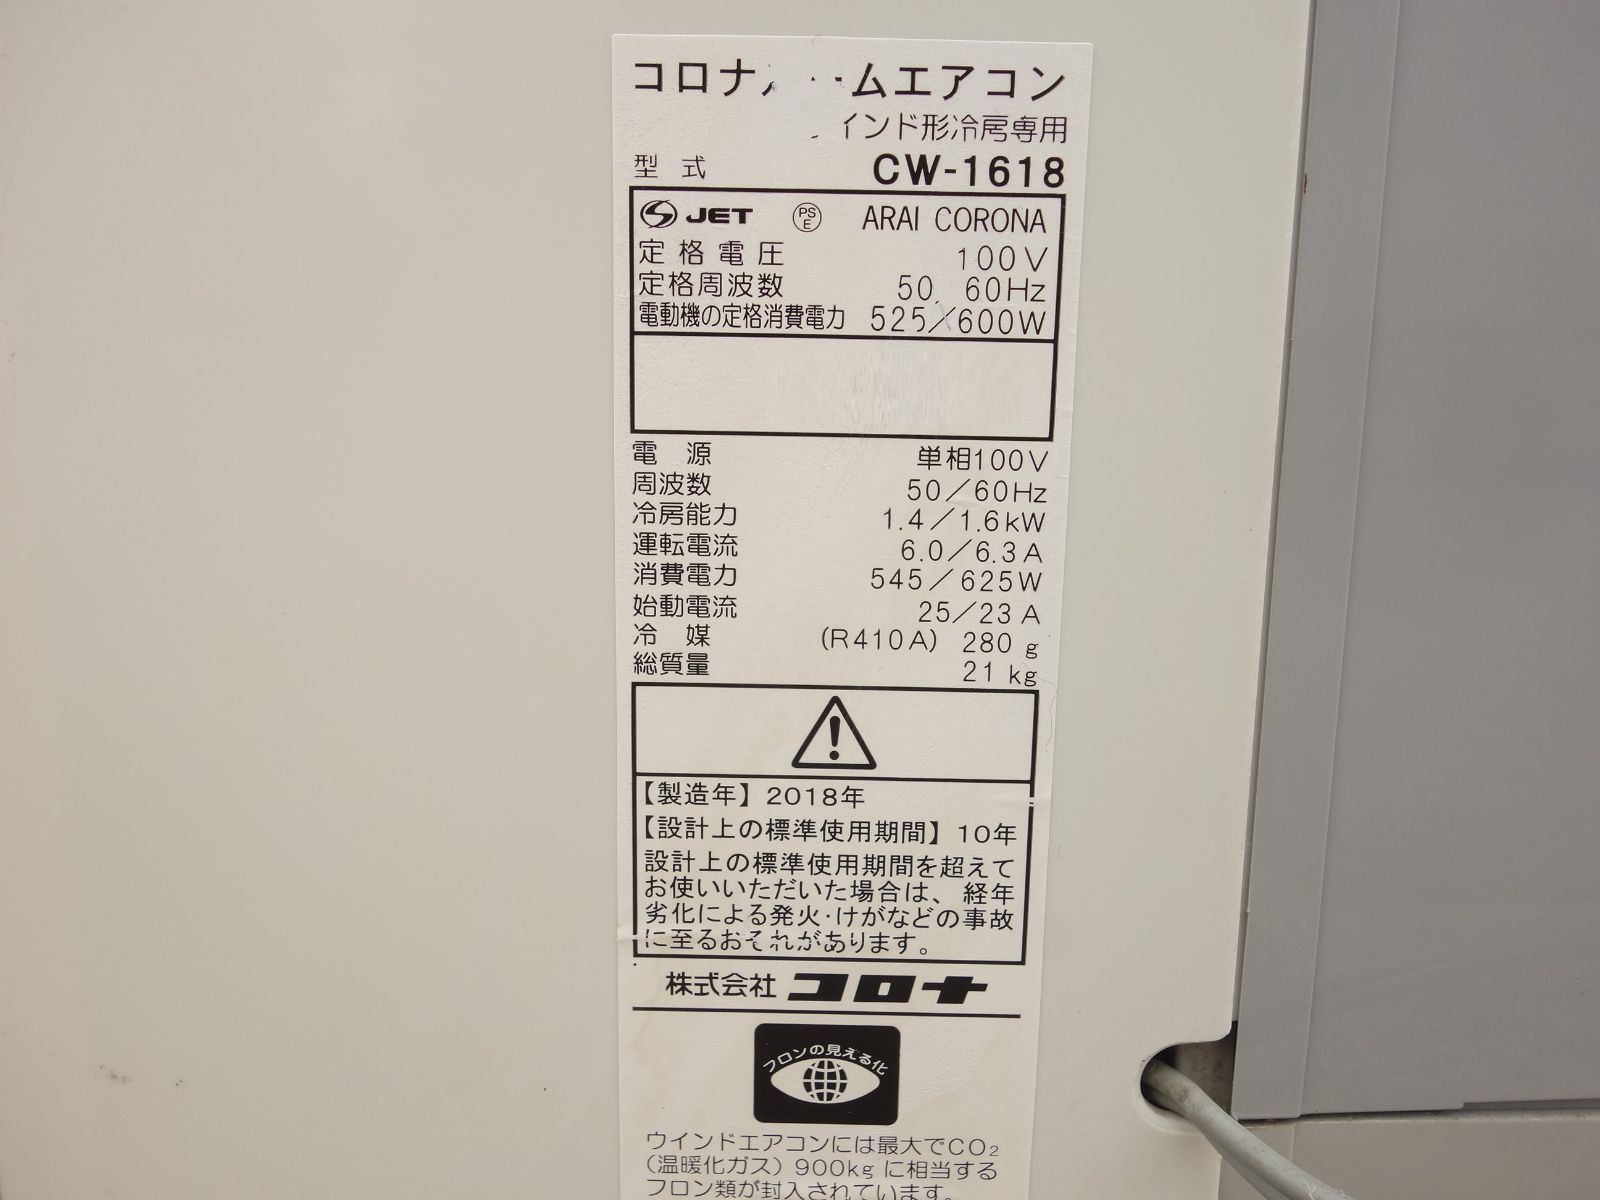 コロナ ムエアコン
インド形冷房専用
型 式 CW-1618
JET PSE ARAI CORONA
定格電圧 100V
定格周波数 50 60Hz
電動機の定格消費電力 525/600W
電 源 単相100V
周波数 50/60Hz
冷房能力 1.4/1.6kW
運転電流 6.0/6.3A
消費電力 545/625W
始動電流 25/23A
冷 媒 (R410A) 280g
総質量 21kg
【製造年】2018年
【設計上の標準使用期間】10年
設計上の標準使用期間を超えて
お使いいただいた場合は、経年
劣化による発火・けがなどの事故
に至るおそれがあります。
株式会社 コロナ
フロンの見える化
ウインドエアコンには最大でCO₂
(温暖化ガス) 900kgに相当する
フロン類が封入されています。